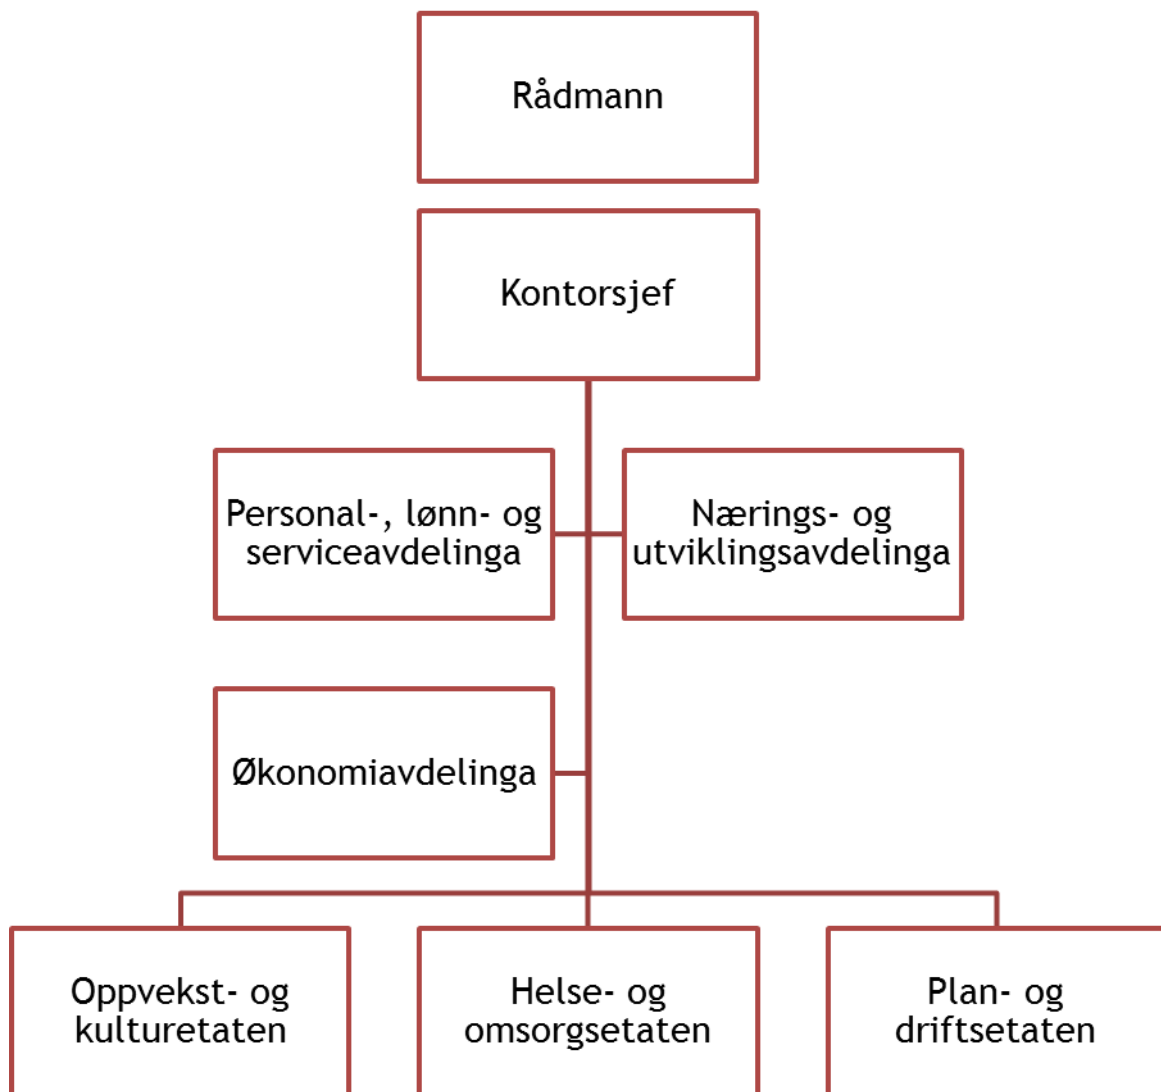 Rådmann
Kontorsjef
Personal-, lønn- og
serviceavdelinga
Nærings- og
utviklingsavdelinga
Økonomiavdelinga
Oppvekst- og
kulturetaten
Helse- og
omsorgsetaten
Plan- og
driftsetaten